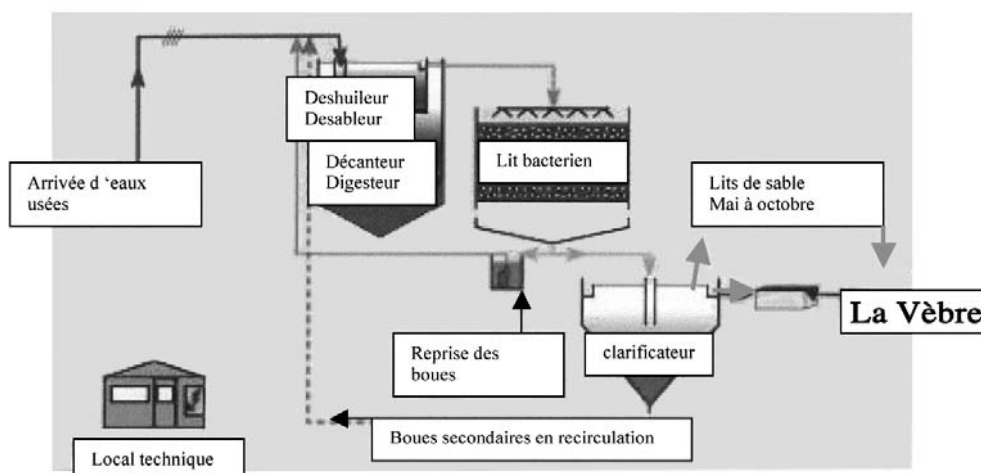 Deshuileur
Desableur
Décanteur
Digesteur
Lit bacterien
Arrivée d ‘eaux
usées
Lits de sable
Mai à octobre
La Vèbre
Reprise des
boues
clarificateur
Boues secondaires en recirculation
Local technique